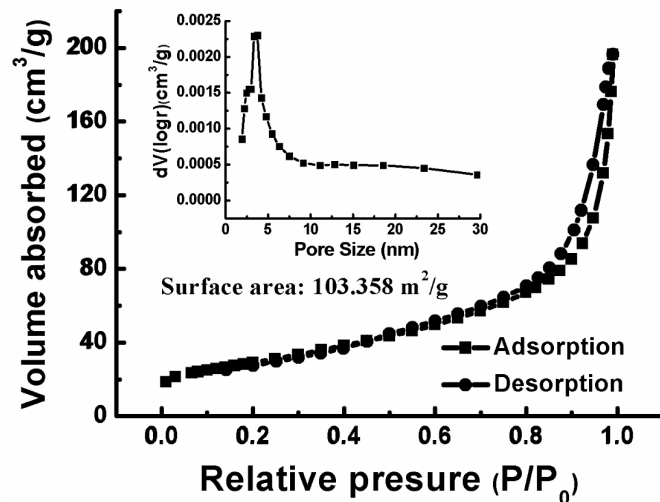 0.0025
0.0020
0.0015
0.0010
0.0005
0.0000
dV(logr)(cm³/g)
0 5 10 15 20 25 30
Pore Size (nm)
Surface area: 103.358 m²/g
200
160
120
80
40
0
Volume absorbed (cm³/g)
Adsorption
Desorption
0.0 0.2 0.4 0.6 0.8 1.0
Relative presure (P/P₀)